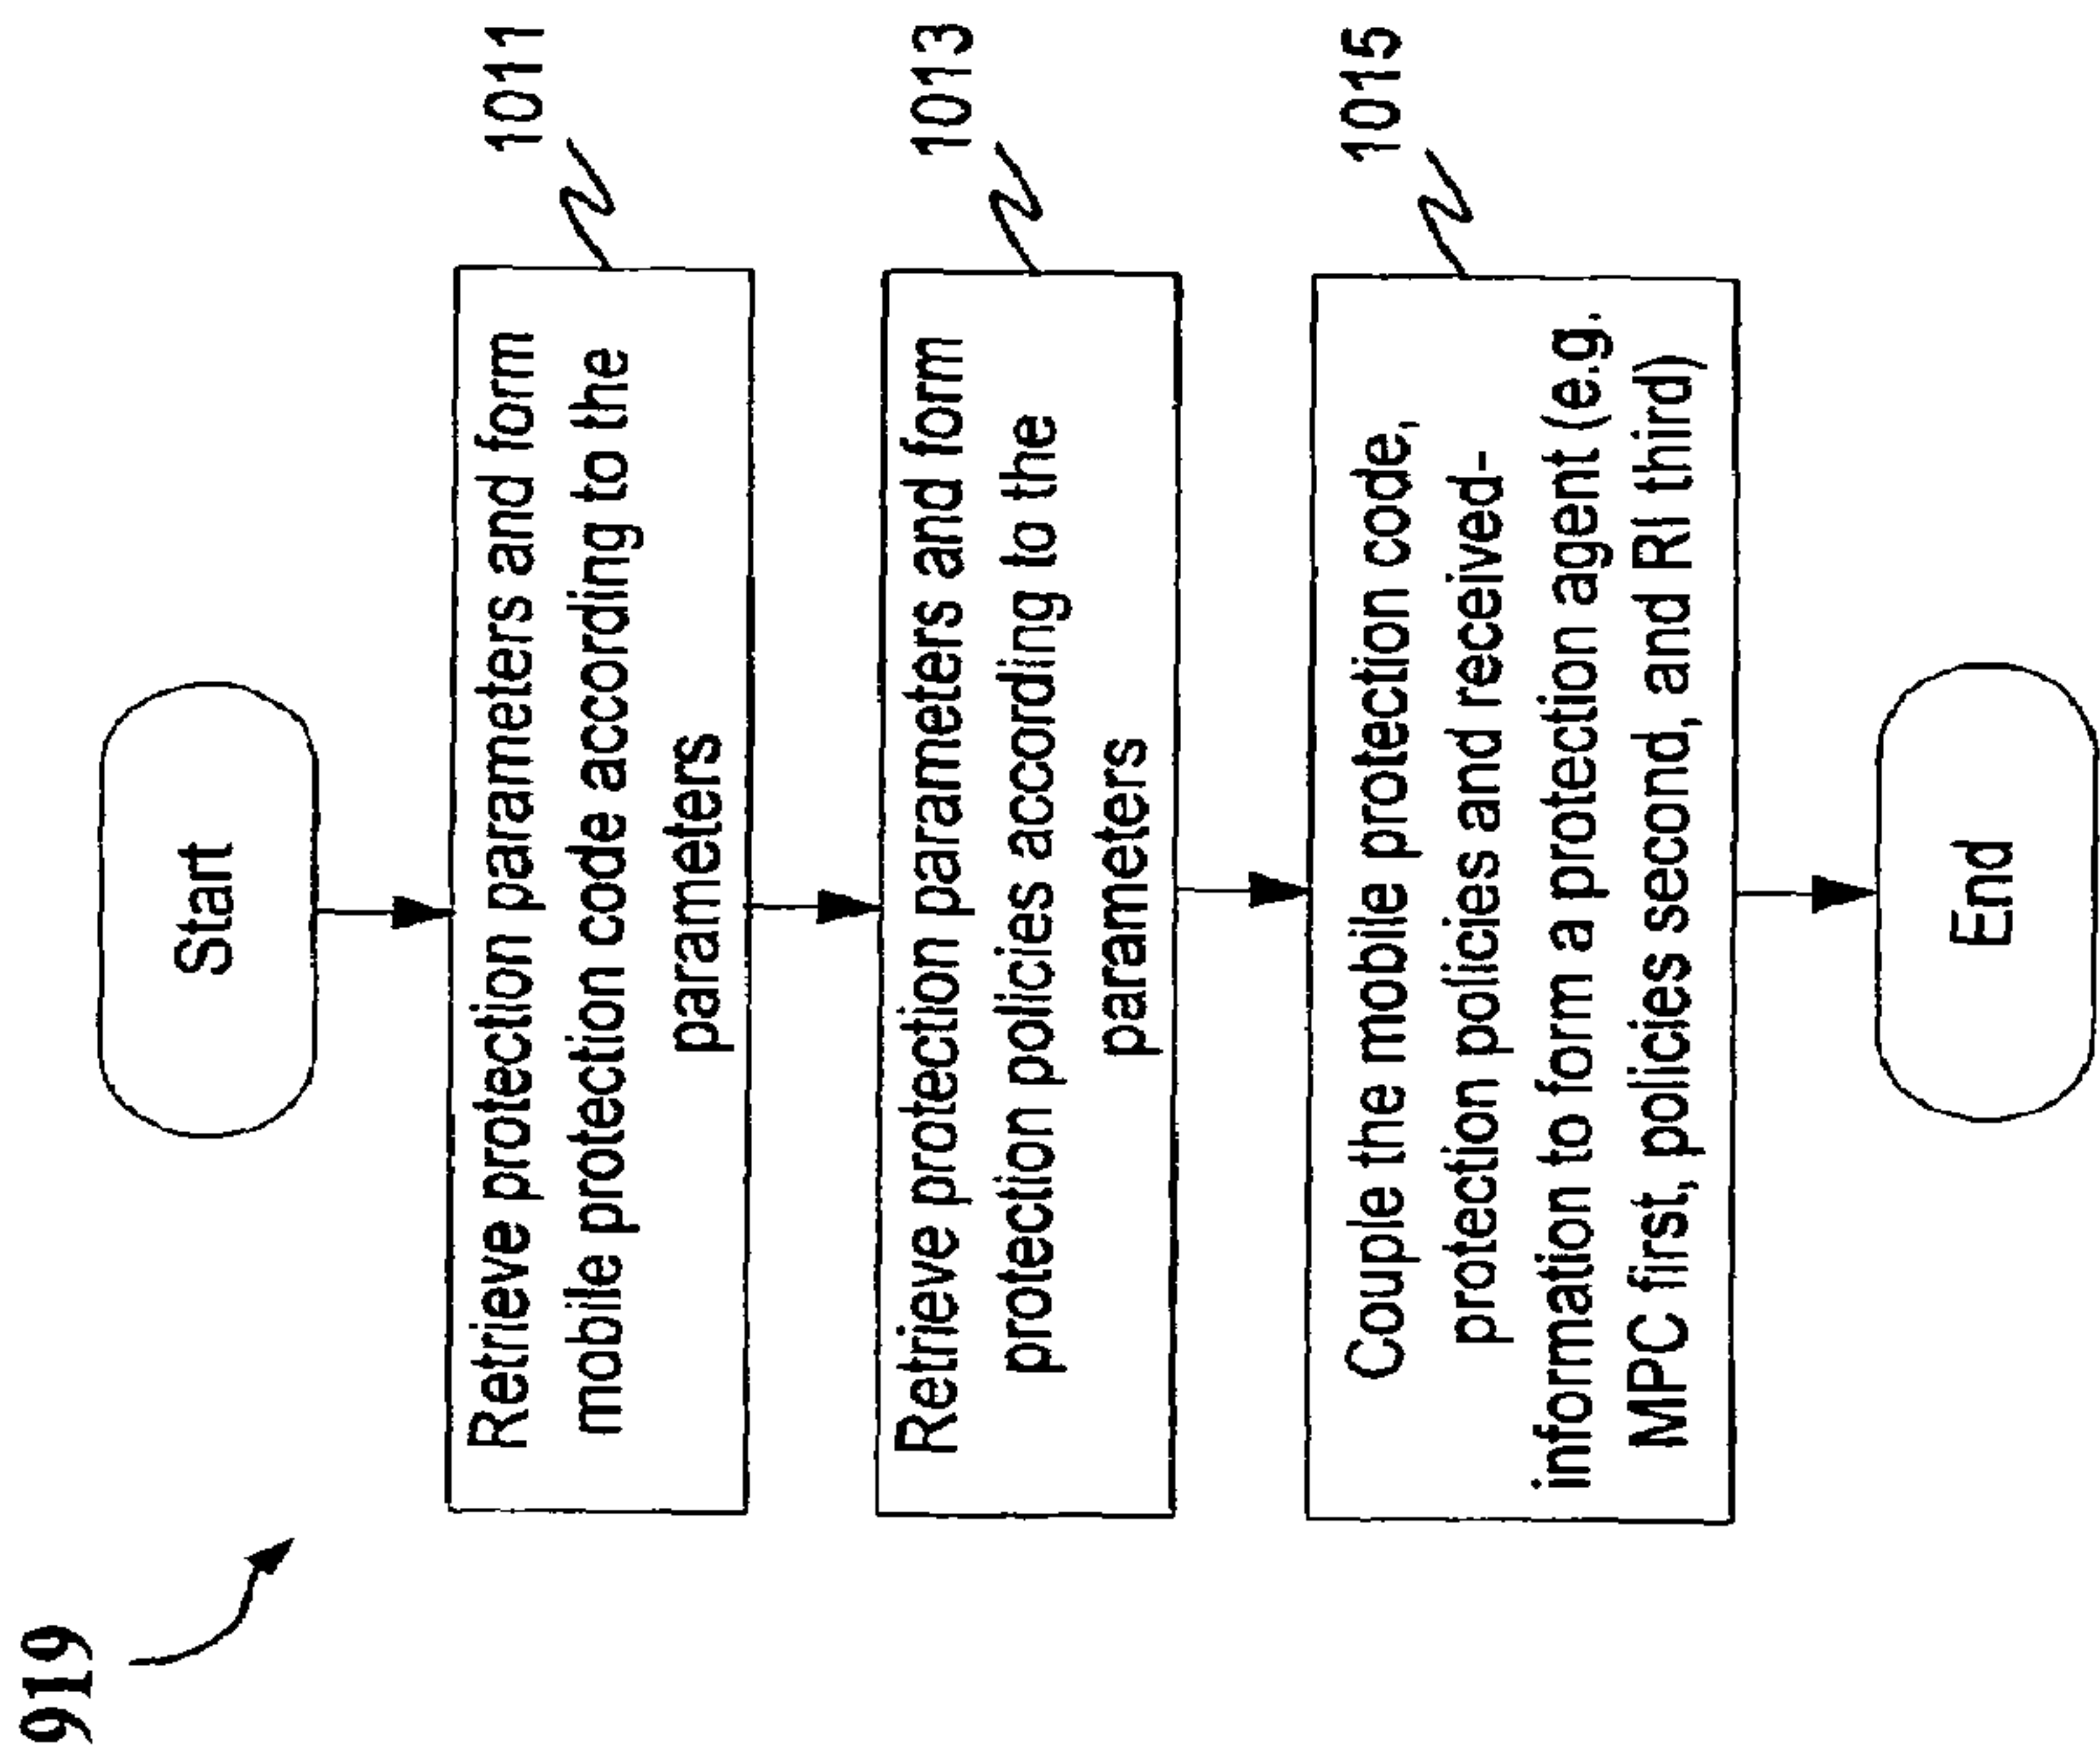 919
Start
1011
Retrieve protection parameters and form
mobile protection code according to the
parameters
1013
Retrieve protection parameters and form
protection policies according to the
parameters
1015
Couple the mobile protection code,
protection policies and received-
information to form a protection agent (e.g.
MPC first, policies second, and RI third)
End